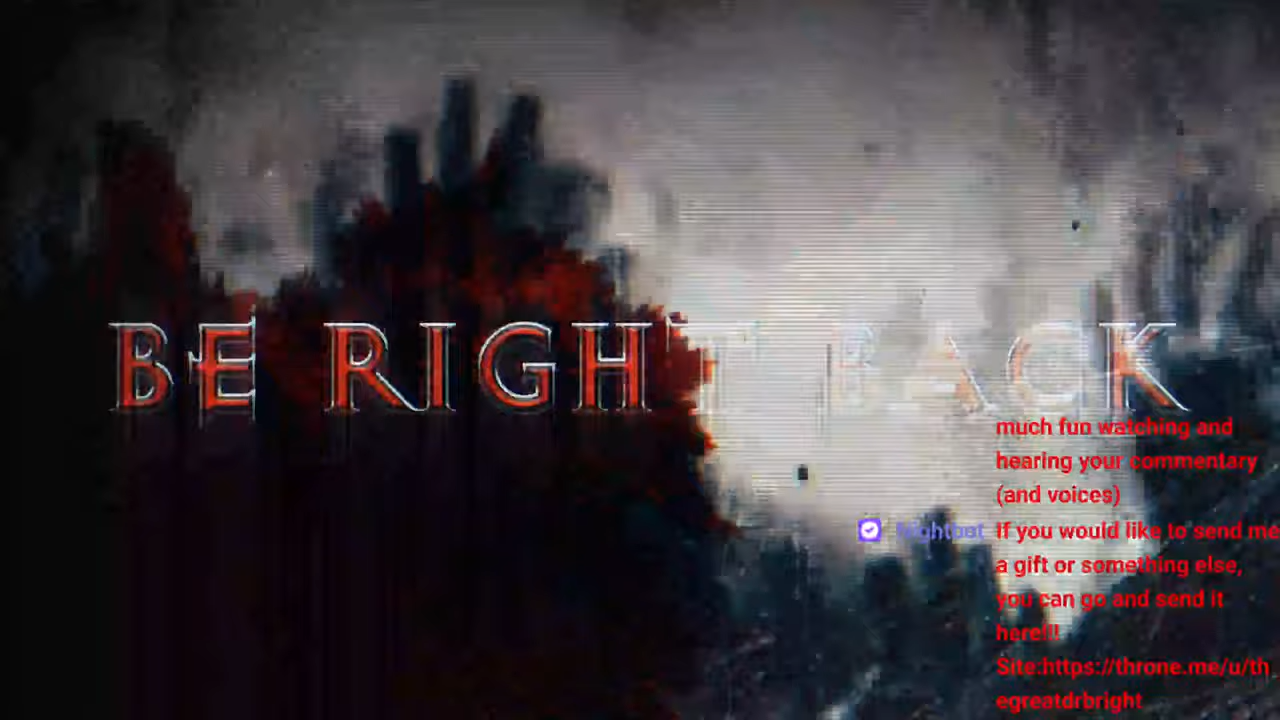 BE RIGHT BACK
much fun watching and
hearing your commentary
(and voices)
Nightbot If you would like to send me
a gift or something else,
you can go and send it
here!!!
Site:https://throne.me/u/th
egreatdrbright